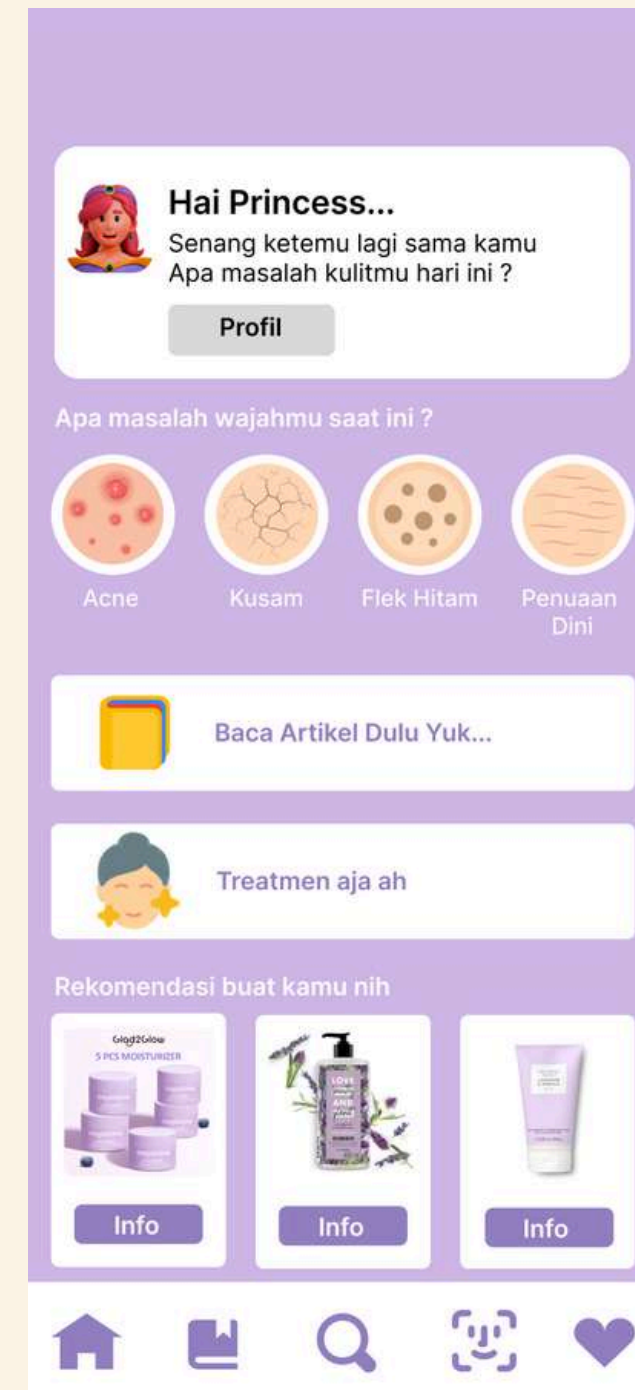 Hai Princess...
Senang ketemu lagi sama kamu
Apa masalah kulitmu hari ini ?
Profil
Apa masalah wajahmu saat ini ?
Acne
Kusam
Flek Hitam
Penuaan
Dini
Baca Artikel Dulu Yuk...
Treatmen aja ah
Rekomendasi buat kamu nih
Glad2Glow
5 PCS MOISTURIZER
LOVE
AND
Info
Info
Info